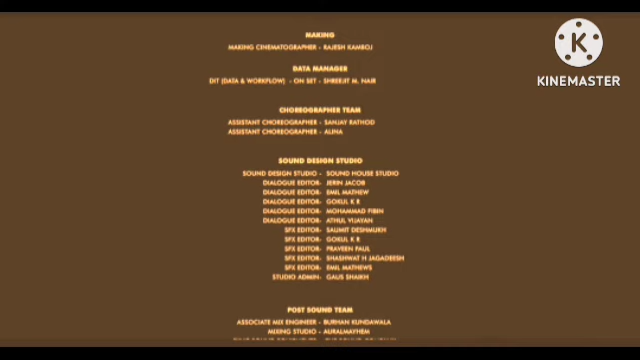 MAKING
MAKING CINEMATOGRAPHER - RAJESH KAMBOJ
DATA MANAGER
DIT (DATA & WORKFLOW) - ON SET - SHREEJIT M. NAIR
CHOREOGRAPHER TEAM
ASSISTANT CHOREOGRAPHER - SANJAY RATHOD
ASSISTANT CHOREOGRAPHER - ALINA
SOUND DESIGN STUDIO
SOUND DESIGN STUDIO - SOUND HOUSE STUDIO
DIALOGUE EDITOR- JERIN JACOB
DIALOGUE EDITOR- EMIL MATHEW
DIALOGUE EDITOR- GOKUL K R
DIALOGUE EDITOR- MOHAMMAD FIBIN
DIALOGUE EDITOR- ATHUL VIJAYAN
SFX EDITOR- SAUMIT DESHMUKH
SFX EDITOR- GOKUL K R
SFX EDITOR- PRAVEEN PAUL
SFX EDITOR- SHASHWAT H JAGADEESH
SFX EDITOR- EMIL MATHEWS
STUDIO ADMIN- GAUS SHAIKH
POST SOUND TEAM
ASSOCIATE MIX ENGINEER - BURHAN KUNDAWALA
MIXING STUDIO - AURALMAYHEM
K
KINEMASTER